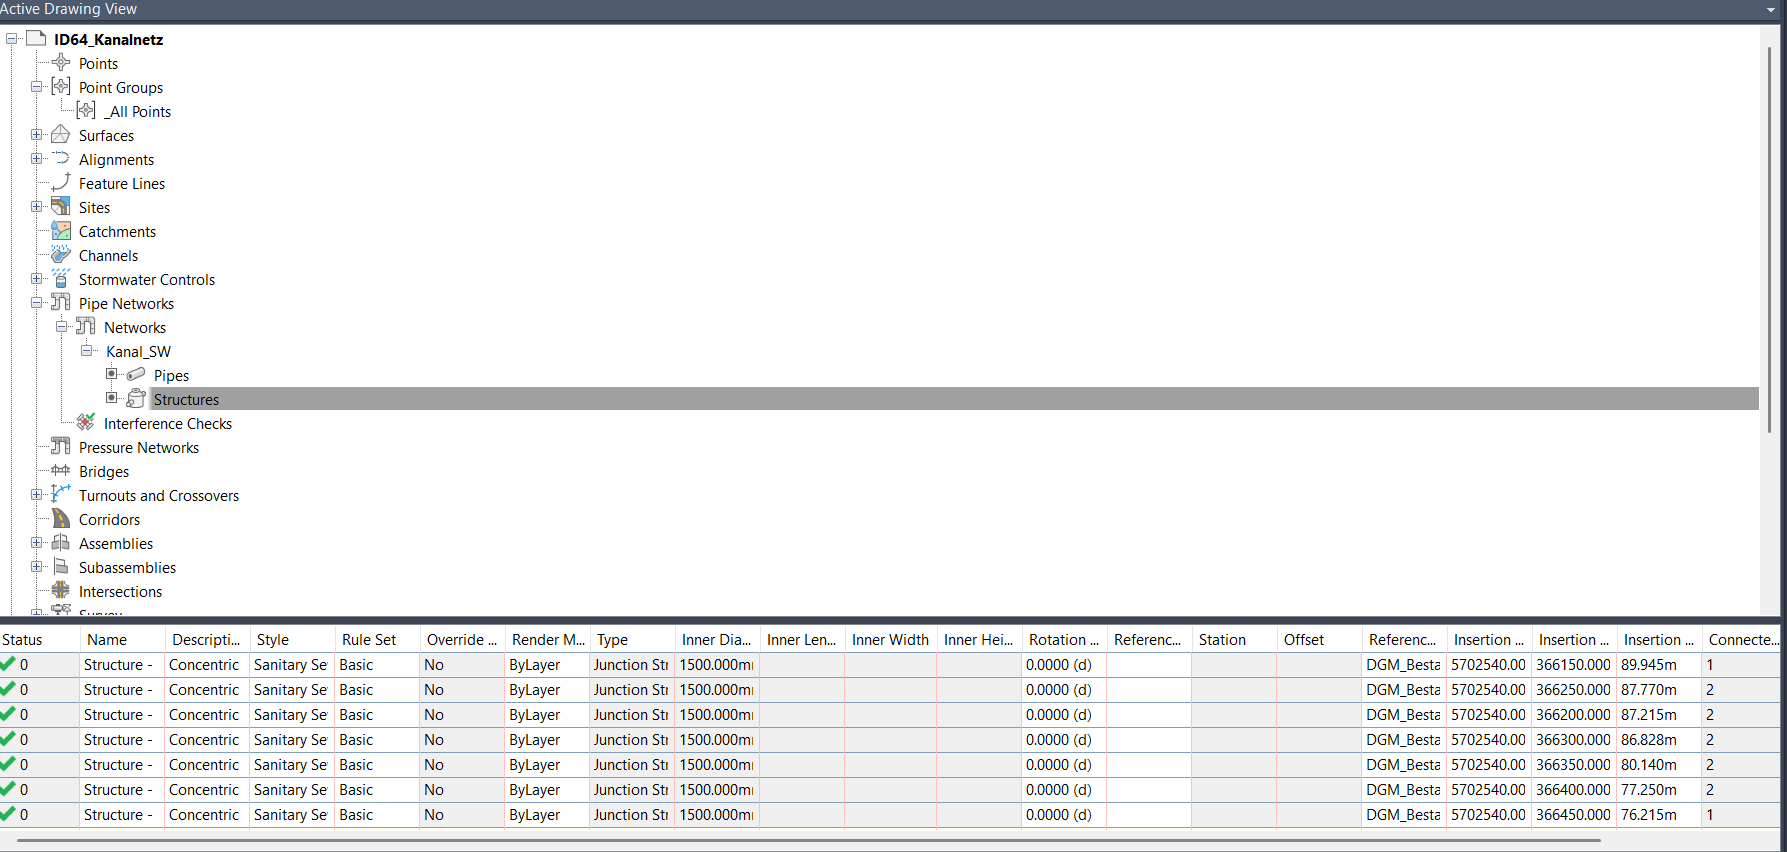 Active Drawing View
ID64_Kanalnetz
Points
Point Groups
_All Points
Surfaces
Alignments
Feature Lines
Sites
Catchments
Channels
Stormwater Controls
Pipe Networks
Networks
Kanal_SW
Pipes
Structures
Interference Checks
Pressure Networks
Bridges
Turnouts and Crossovers
Corridors
Assemblies
Subassemblies
Intersections
Survey
Status Name Descripti... Style Rule Set Override ... Render M... Type Inner Dia... Inner Len... Inner Width Inner Hei... Rotation ... Referenc... Station Offset Referenc... Insertion ... Insertion ... Insertion ... Connecte...
0 Structure - Concentric Sanitary Se Basic No ByLayer Junction Str 1500.000m 0.0000 (d) DGM_Besta 5702540.00 366150.000 89.945m 1
0 Structure - Concentric Sanitary Se Basic No ByLayer Junction Str 1500.000m 0.0000 (d) DGM_Besta 5702540.00 366250.000 87.770m 2
0 Structure - Concentric Sanitary Se Basic No ByLayer Junction Str 1500.000m 0.0000 (d) DGM_Besta 5702540.00 366200.000 87.215m 2
0 Structure - Concentric Sanitary Se Basic No ByLayer Junction Str 1500.000m 0.0000 (d) DGM_Besta 5702540.00 366300.000 86.828m 2
0 Structure - Concentric Sanitary Se Basic No ByLayer Junction Str 1500.000m 0.0000 (d) DGM_Besta 5702540.00 366350.000 80.140m 2
0 Structure - Concentric Sanitary Se Basic No ByLayer Junction Str 1500.000m 0.0000 (d) DGM_Besta 5702540.00 366400.000 77.250m 2
0 Structure - Concentric Sanitary Se Basic No ByLayer Junction Str 1500.000m 0.0000 (d) DGM_Besta 5702540.00 366450.000 76.215m 1